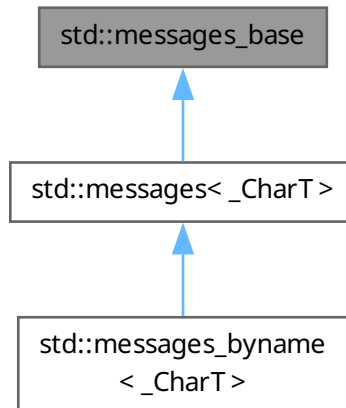 std::messages_base
std::messages< _CharT >
std::messages_byname
< _CharT >